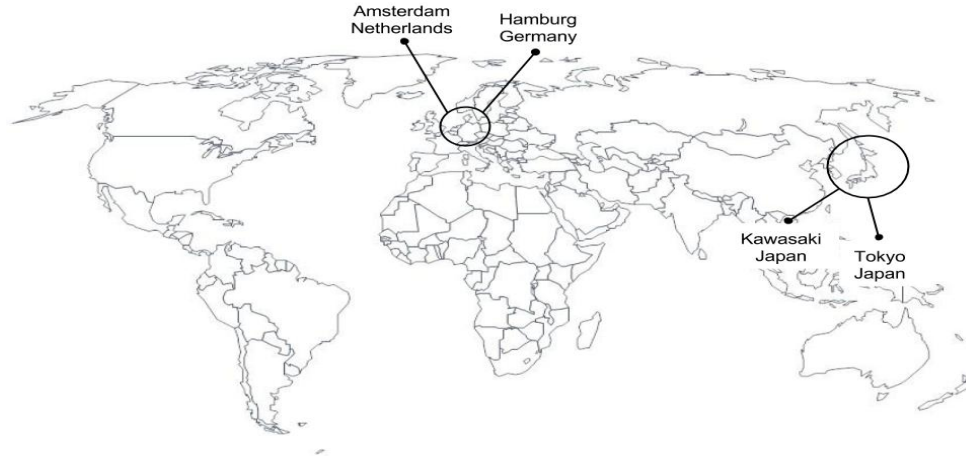 Amsterdam
Netherlands
Hamburg
Germany
Kawasaki
Japan
Tokyo
Japan